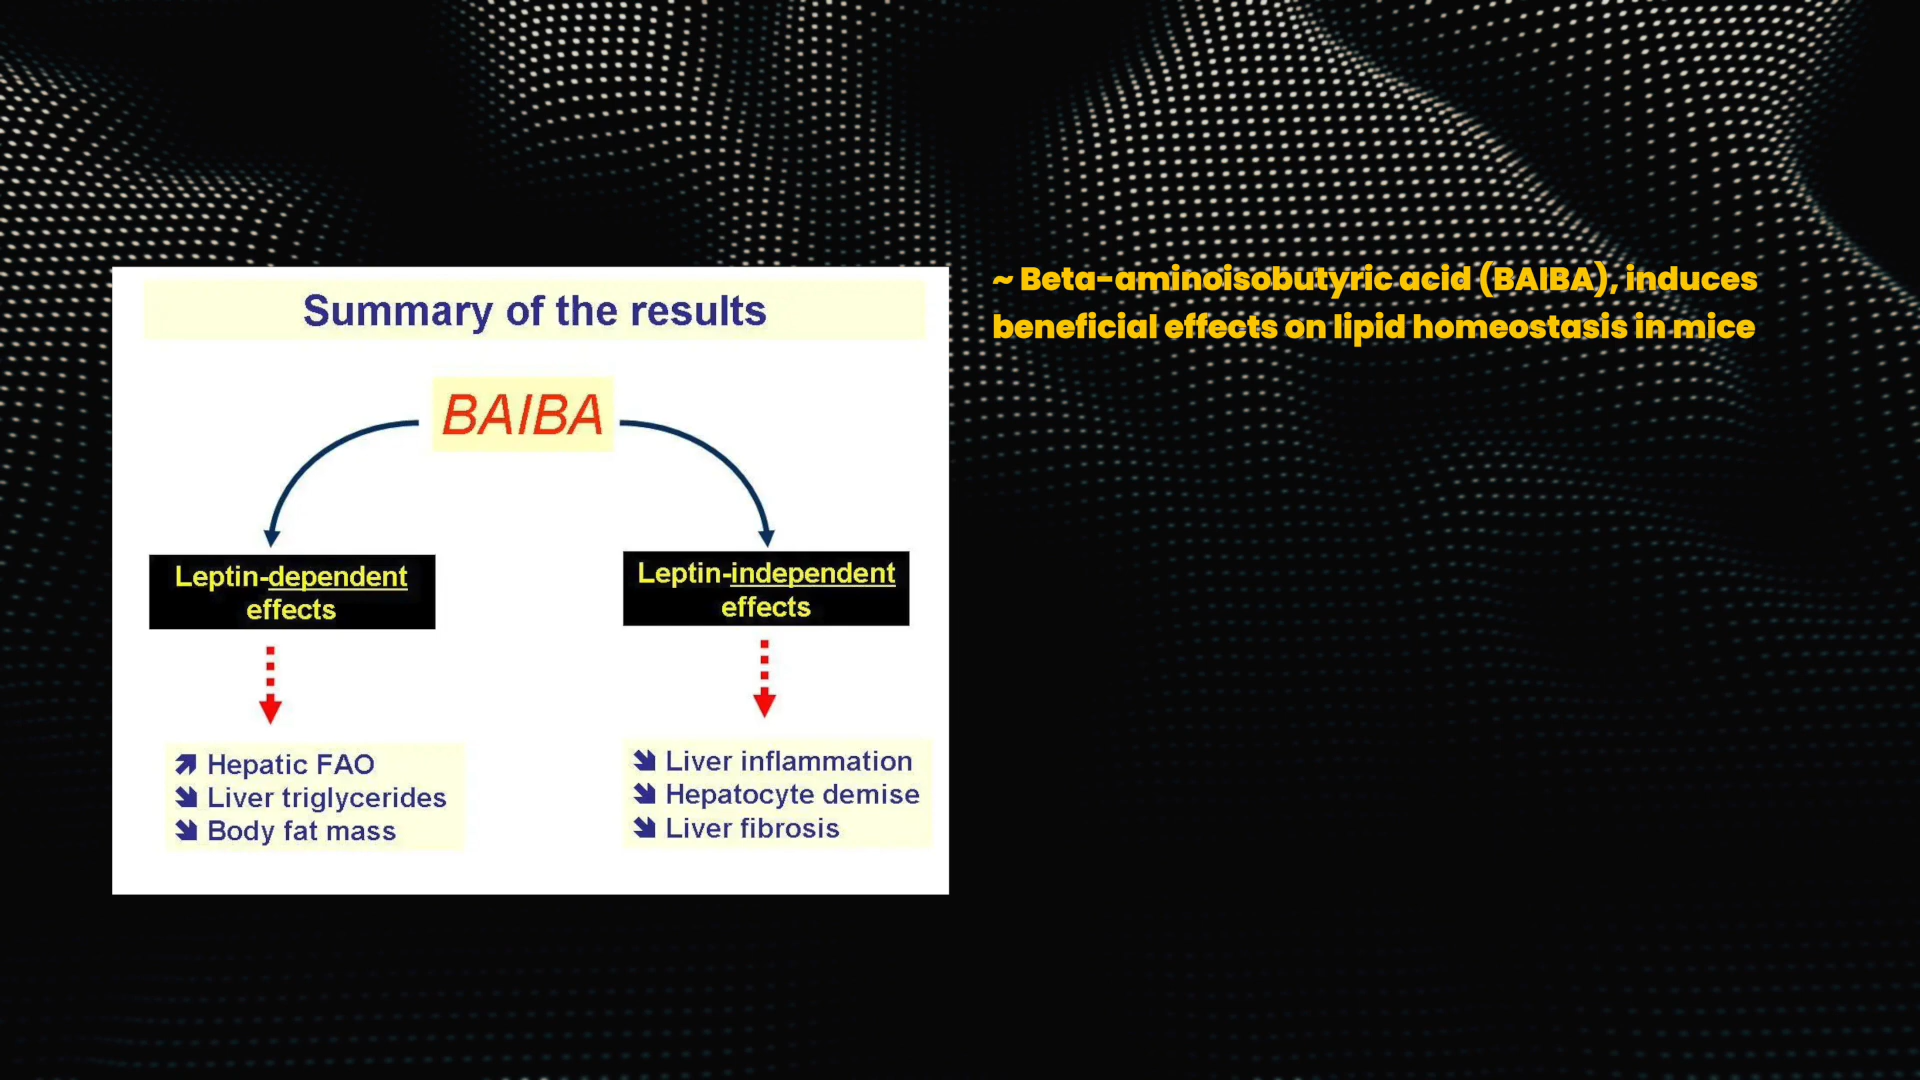 Summary of the results
BAIBA
Leptin-dependent
effects
Leptin-independent
effects
Hepatic FAO
Liver triglycerides
Body fat mass
Liver inflammation
Hepatocyte demise
Liver fibrosis
~ Beta-aminoisobutyric acid (BAIBA), induces
beneficial effects on lipid homeostasis in mice